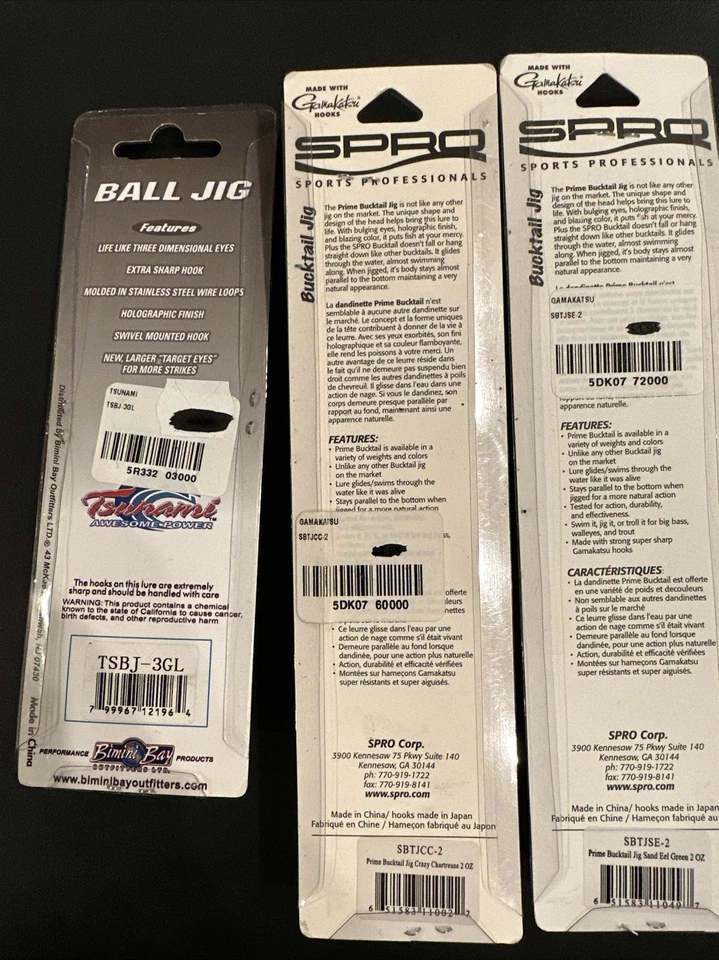 BALL JIG
Features
LIFE LIKE THREE DIMENSIONAL EYES
EXTRA SHARP HOOK
MOLDED IN STAINLESS STEEL WIRE LOOPS
HOLOGRAPHIC FINISH
SWIVEL MOUNTED HOOK
NEW, LARGER "TARGET EYES"
FOR MORE STRIKES
TSUNAMI
TSBJ-3GL
5R332 03000
Tsunami
AWESOME POWER
The hooks on this lure are extremely
sharp and should be handled with care
WARNING: This product contains a chemical
known to the state of California to cause cancer,
birth defects, and other reproductive harm
TSBJ-3GL
7 99967 12196 4
PERFORMANCE Bimini Bay PRODUCTS
OUTFITTERS LTD.
www.biminibayoutfitters.com
Distributed by Bimini Bay Outfitters LTD.® 43
NJ 07430
Made in China
MADE WITH
Gamakatsu
HOOKS
SPRO
SPORTS PROFESSIONALS
Bucktail Jig
The Prime Bucktail Jig is not like any other
jig on the market. The unique shape and
design of the head helps bring this jig to
life. With bulging eyes, holographic finish,
and blazing color, it puts fish at your mercy.
Plus the SPRO Bucktail doesn't fall or hang
straight down like other bucktails. It glides
through the water, almost swimming
along. When jigged, it's body stays almost
parallel to the bottom maintaining a very
natural appearance.
La dandinette Prime Bucktail n'est
semblable à aucune autre dandinette sur
le marché. Le concept et la forme uniques
de la tête contribuent à donner de la vie à
ce leurre. Avec ses yeux exorbités, son fini
holographique et sa couleur flamboyante,
elle rend les poissons à votre merci. Un
autre avantage de ce leurre réside dans
le fait qu'il ne demeure pas suspendu bien
droit comme les autres dandinettes à poils
de chevreuil. Il glisse dans l'eau dans une
action de nage. Si vous le dandinez, son
corps demeure presque parallèle par
rapport au fond, maintenant ainsi une
apparence naturelle.
FEATURES:
• Prime Bucktail is available in a
variety of weights and colors
• Unlike any other Bucktail jig
on the market
• Lure glides/swims through the
water like it was alive
• Stays parallel to the bottom when
jigged for a more natural action
GAMAKATSU
SBTJCC-2
5DK07 60000
offerte
leurs
nettes
• Ce leurre glisse dans l'eau par une
action de nage comme s'il était vivant
• Demeure parallèle au fond lorsque
dandinée, pour une action plus naturelle
• Action, durabilité et efficacité vérifiées
• Montées sur hameçons Gamakatsu
super résistants et super aiguisés.
SPRO Corp.
3900 Kennesaw 75 Pkwy Suite 140
Kennesaw, GA 30144
ph: 770-919-1722
fax: 770-919-8141
www.spro.com
Made in China/ hooks made in Japan
Fabriqué en Chine / Hameçon fabriqué au Japon
SBTJCC-2
Prime Bucktail Jig Crazy Chartreuse 2 OZ
6 51583 11002 2
MADE WITH
Gamakatsu
HOOKS
SPRO
SPORTS PROFESSIONALS
Bucktail Jig
The Prime Bucktail Jig is not like any other
jig on the market. The unique shape and
design of the head helps bring this jig to
life. With bulging eyes, holographic finish,
and blazing color, it puts fish at your mercy.
Plus the SPRO Bucktail doesn't fall or hang
straight down like other bucktails. It glides
through the water, almost swimming
along. When jigged, it's body stays almost
parallel to the bottom maintaining a very
natural appearance.
La dandinette Prime Bucktail n'est
GAMAKATSU
SBTJSE-2
5DK07 72000
apparence naturelle.
FEATURES:
• Prime Bucktail is available in a
variety of weights and colors
• Unlike any other Bucktail jig
on the market
• Lure glides/swims through the
water like it was alive
• Stays parallel to the bottom when
jigged for a more natural action
• Tested for action, durability,
and effectiveness.
• Swim it, jig it, or troll it for big bass,
walleyes, and trout
• Made with strong super sharp
Gamakatsu hooks
CARACTÉRISTIQUES
• La dandinette Prime Bucktail est offerte
en une variété de poids et decouleurs
• Non semblable aux autres dandinettes
à poils sur le marché
• Ce leurre glisse dans l'eau par une
action de nage comme s'il était vivant
• Demeure parallèle au fond lorsque
dandinée, pour une action plus naturelle
• Action, durabilité et efficacité vérifiées
• Montées sur hameçons Gamakatsu
super résistants et super aiguisés.
SPRO Corp.
3900 Kennesaw 75 Pkwy Suite 140
Kennesaw, GA 30144
ph: 770-919-1722
fax: 770-919-8141
www.spro.com
Made in China/ hooks made in Japan
Fabriqué en Chine / Hameçon fabriqué au
SBTJSE-2
Prime Bucktail Jig Sand Eel Green 2 OZ
6 51583 11049 7